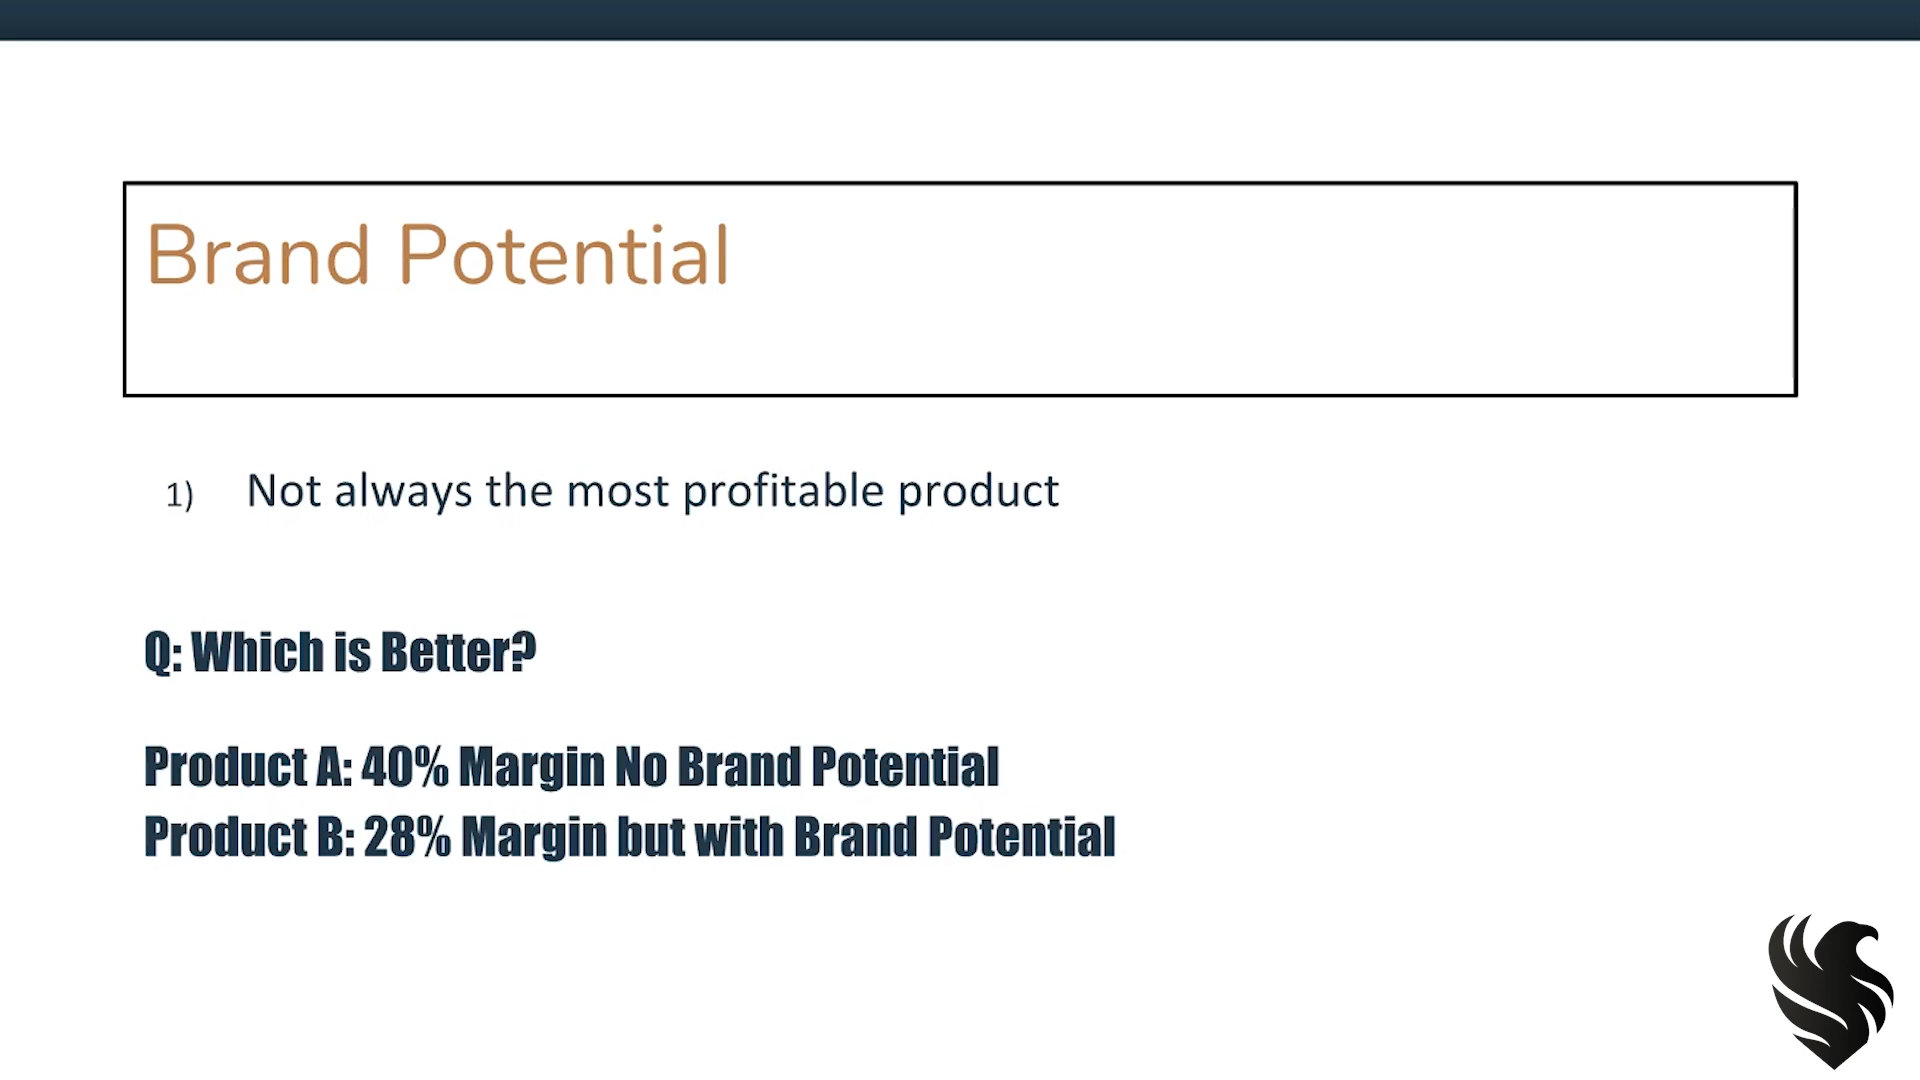 Brand Potential
1) Not always the most profitable product
Q: Which is Better?
Product A: 40% Margin No Brand Potential
Product B: 28% Margin but with Brand Potential